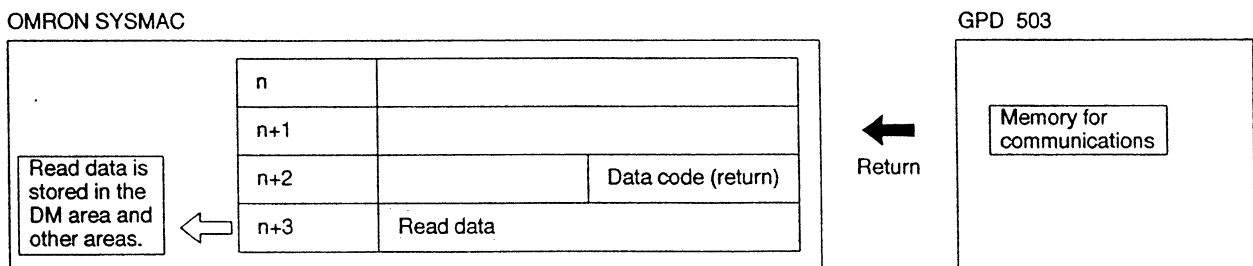 OMRON SYSMAC
GPD 503
n
n+1
n+2
Data code (return)
n+3
Read data
Read data is
stored in the
DM area and
other areas.
Return
Memory for
communications